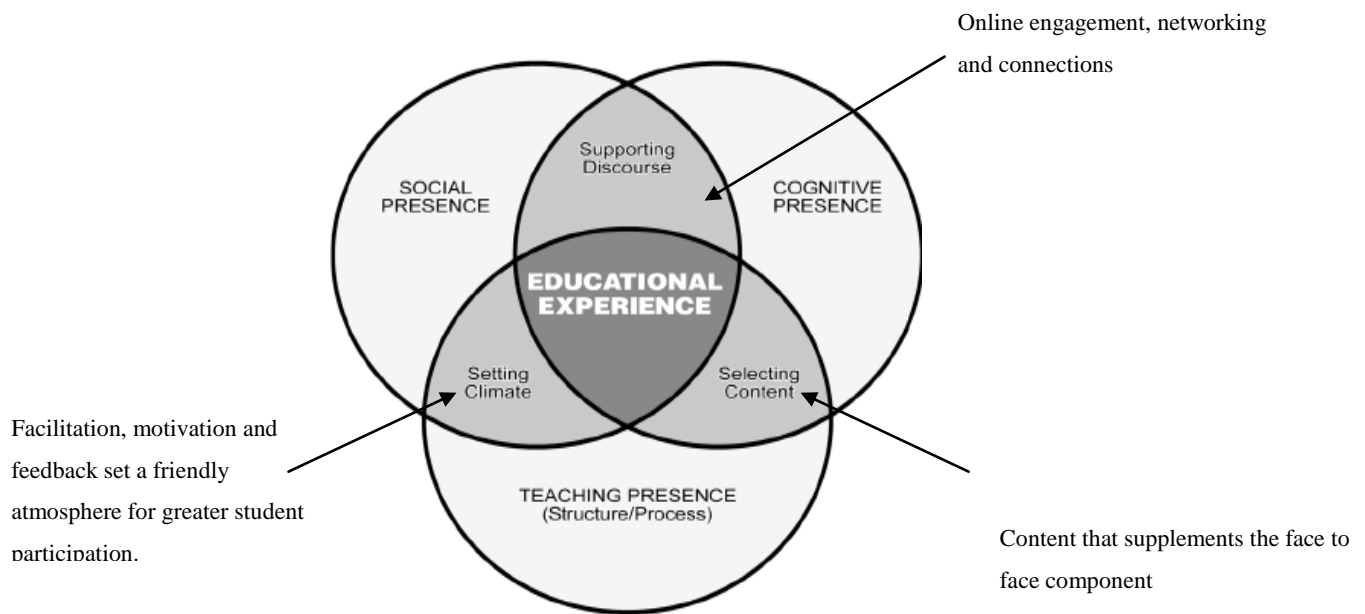 Online engagement, networking
and connections
Supporting
Discourse
SOCIAL
PRESENCE
COGNITIVE
PRESENCE
EDUCATIONAL
EXPERIENCE
Setting
Climate
Selecting
Content
Facilitation, motivation and
feedback set a friendly
atmosphere for greater student
participation.
TEACHING PRESENCE
(Structure/Process)
Content that supplements the face to
face component